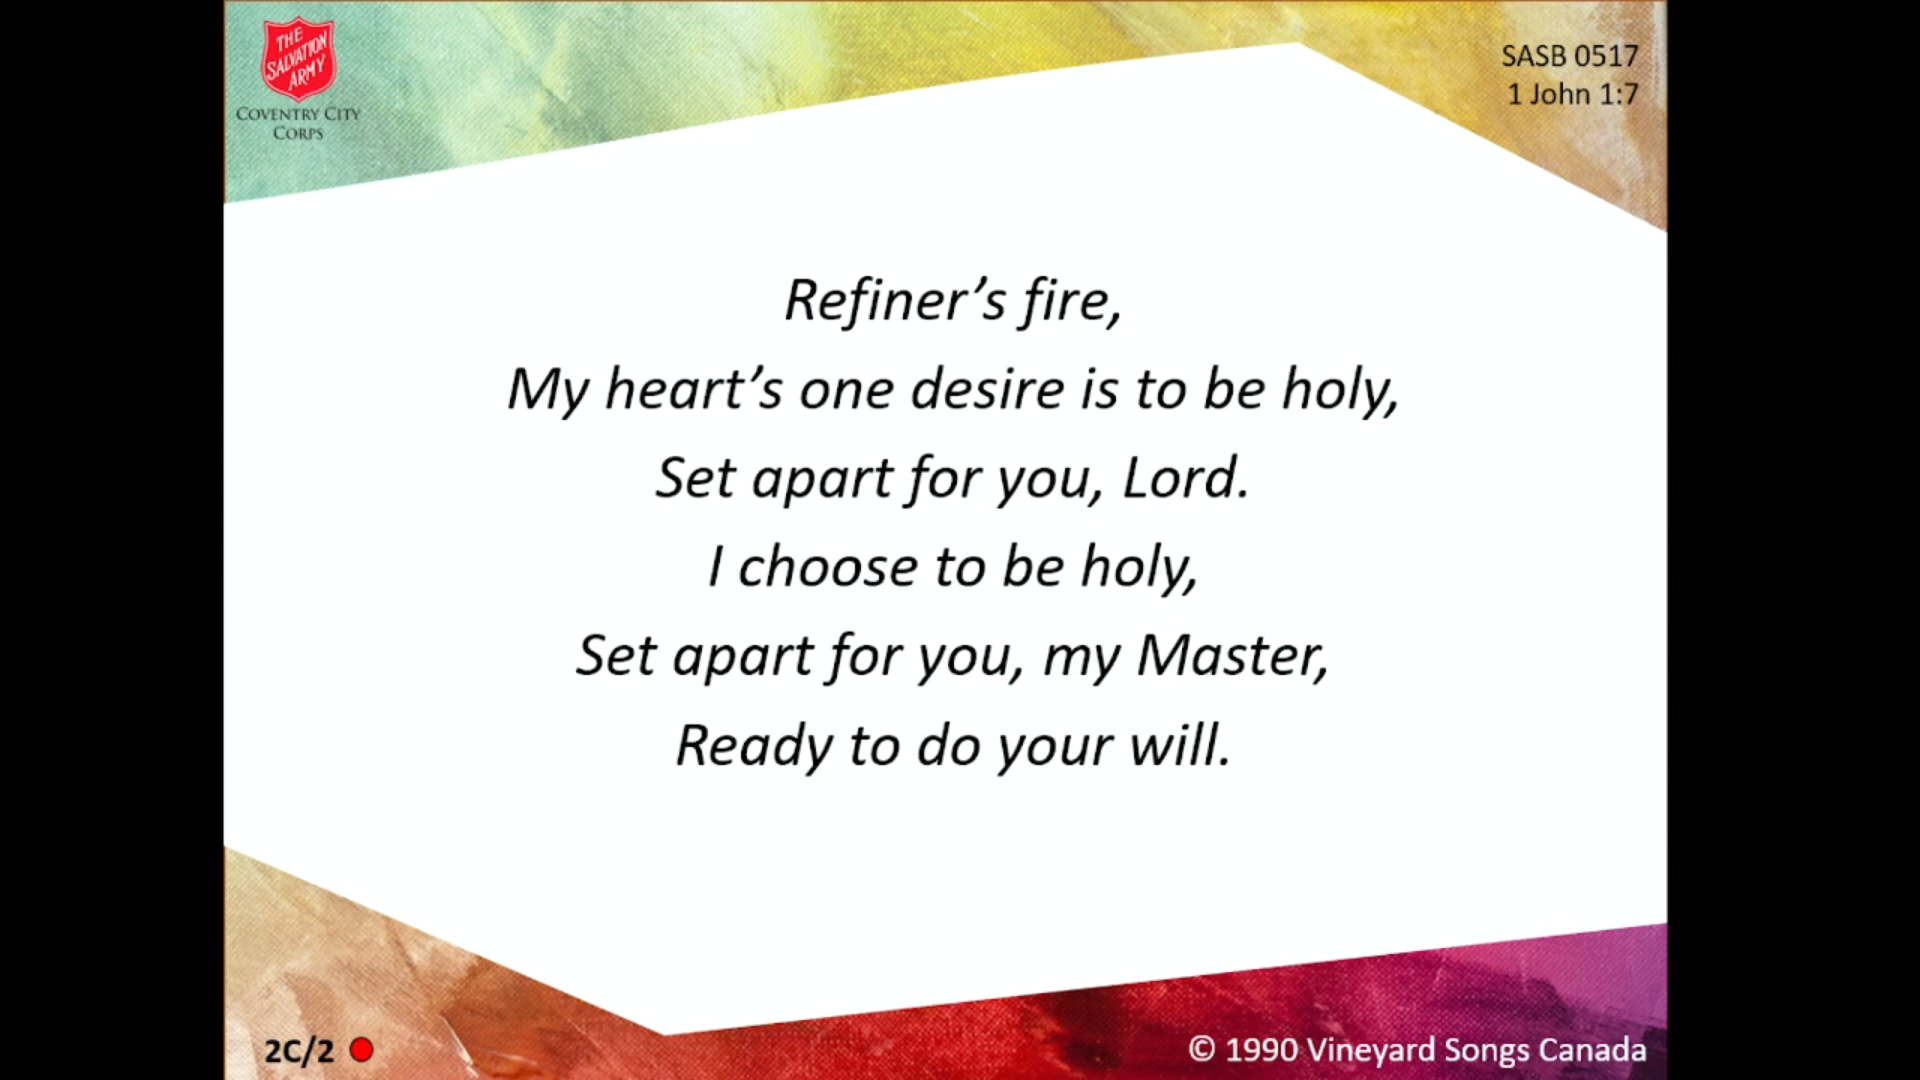 THE
SALVATION
ARMY
COVENTRY CITY
CORPS
SASB 0517
1 John 1:7
Refiner’s fire,
My heart’s one desire is to be holy,
Set apart for you, Lord.
I choose to be holy,
Set apart for you, my Master,
Ready to do your will.
2C/2
© 1990 Vineyard Songs Canada